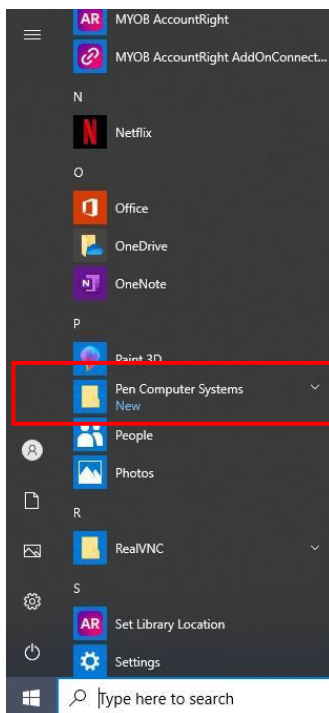 AR MYOB AccountRight
MYOB AccountRight AddOnConnect...
N
N Netflix
O
Office
OneDrive
N OneNote
P
Paint 3D
Pen Computer Systems
New
People
Photos
R
RealVNC
S
AR Set Library Location
Settings
Type here to search